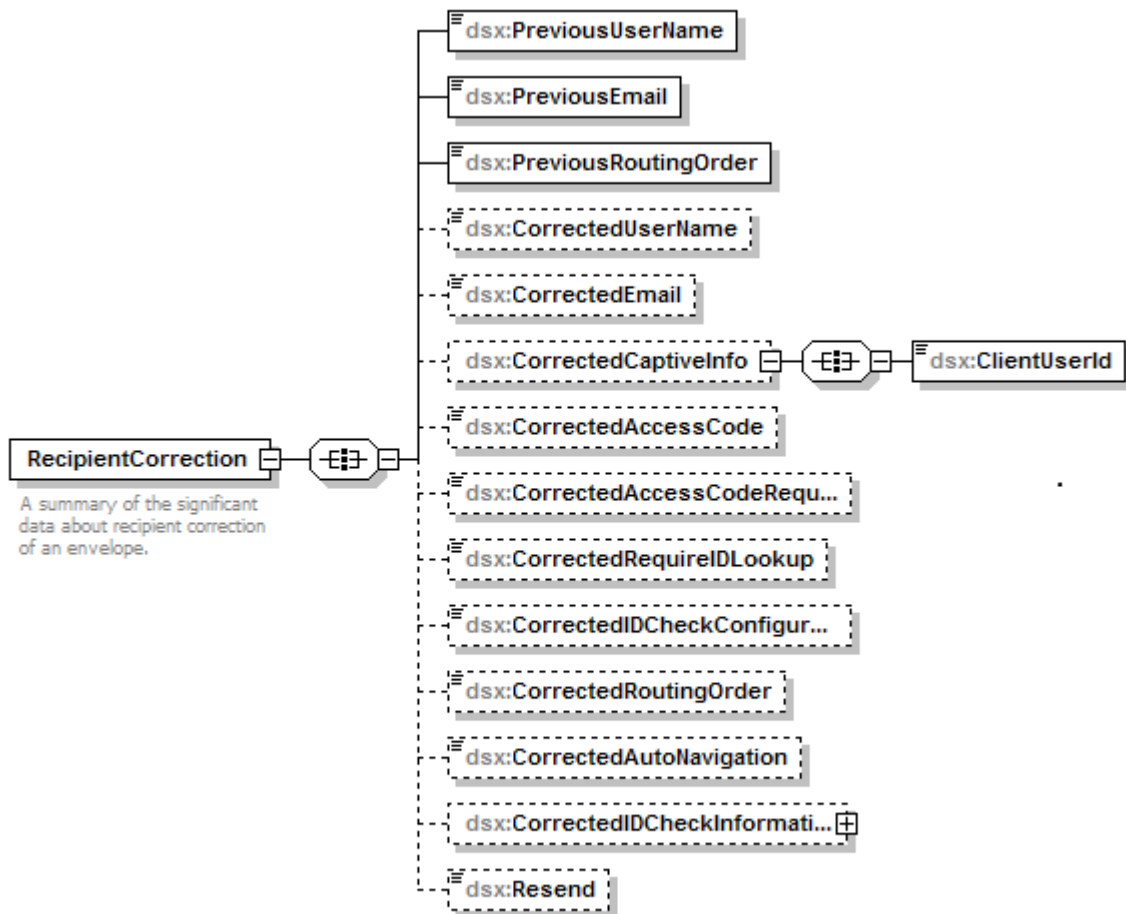 dsx:PreviousUserName
dsx:PreviousEmail
dsx:PreviousRoutingOrder
dsx:CorrectedUserName
dsx:CorrectedEmail
dsx:CorrectedCaptiveInfo
dsx:ClientUserId
dsx:CorrectedAccessCode
RecipientCorrection
A summary of the significant
data about recipient correction
of an envelope.
dsx:CorrectedAccessCodeRequ...
dsx:CorrectedRequireIDLookup
dsx:CorrectedIDCheckConfigur...
dsx:CorrectedRoutingOrder
dsx:CorrectedAutoNavigation
dsx:CorrectedIDCheckInformati...
dsx:Resend